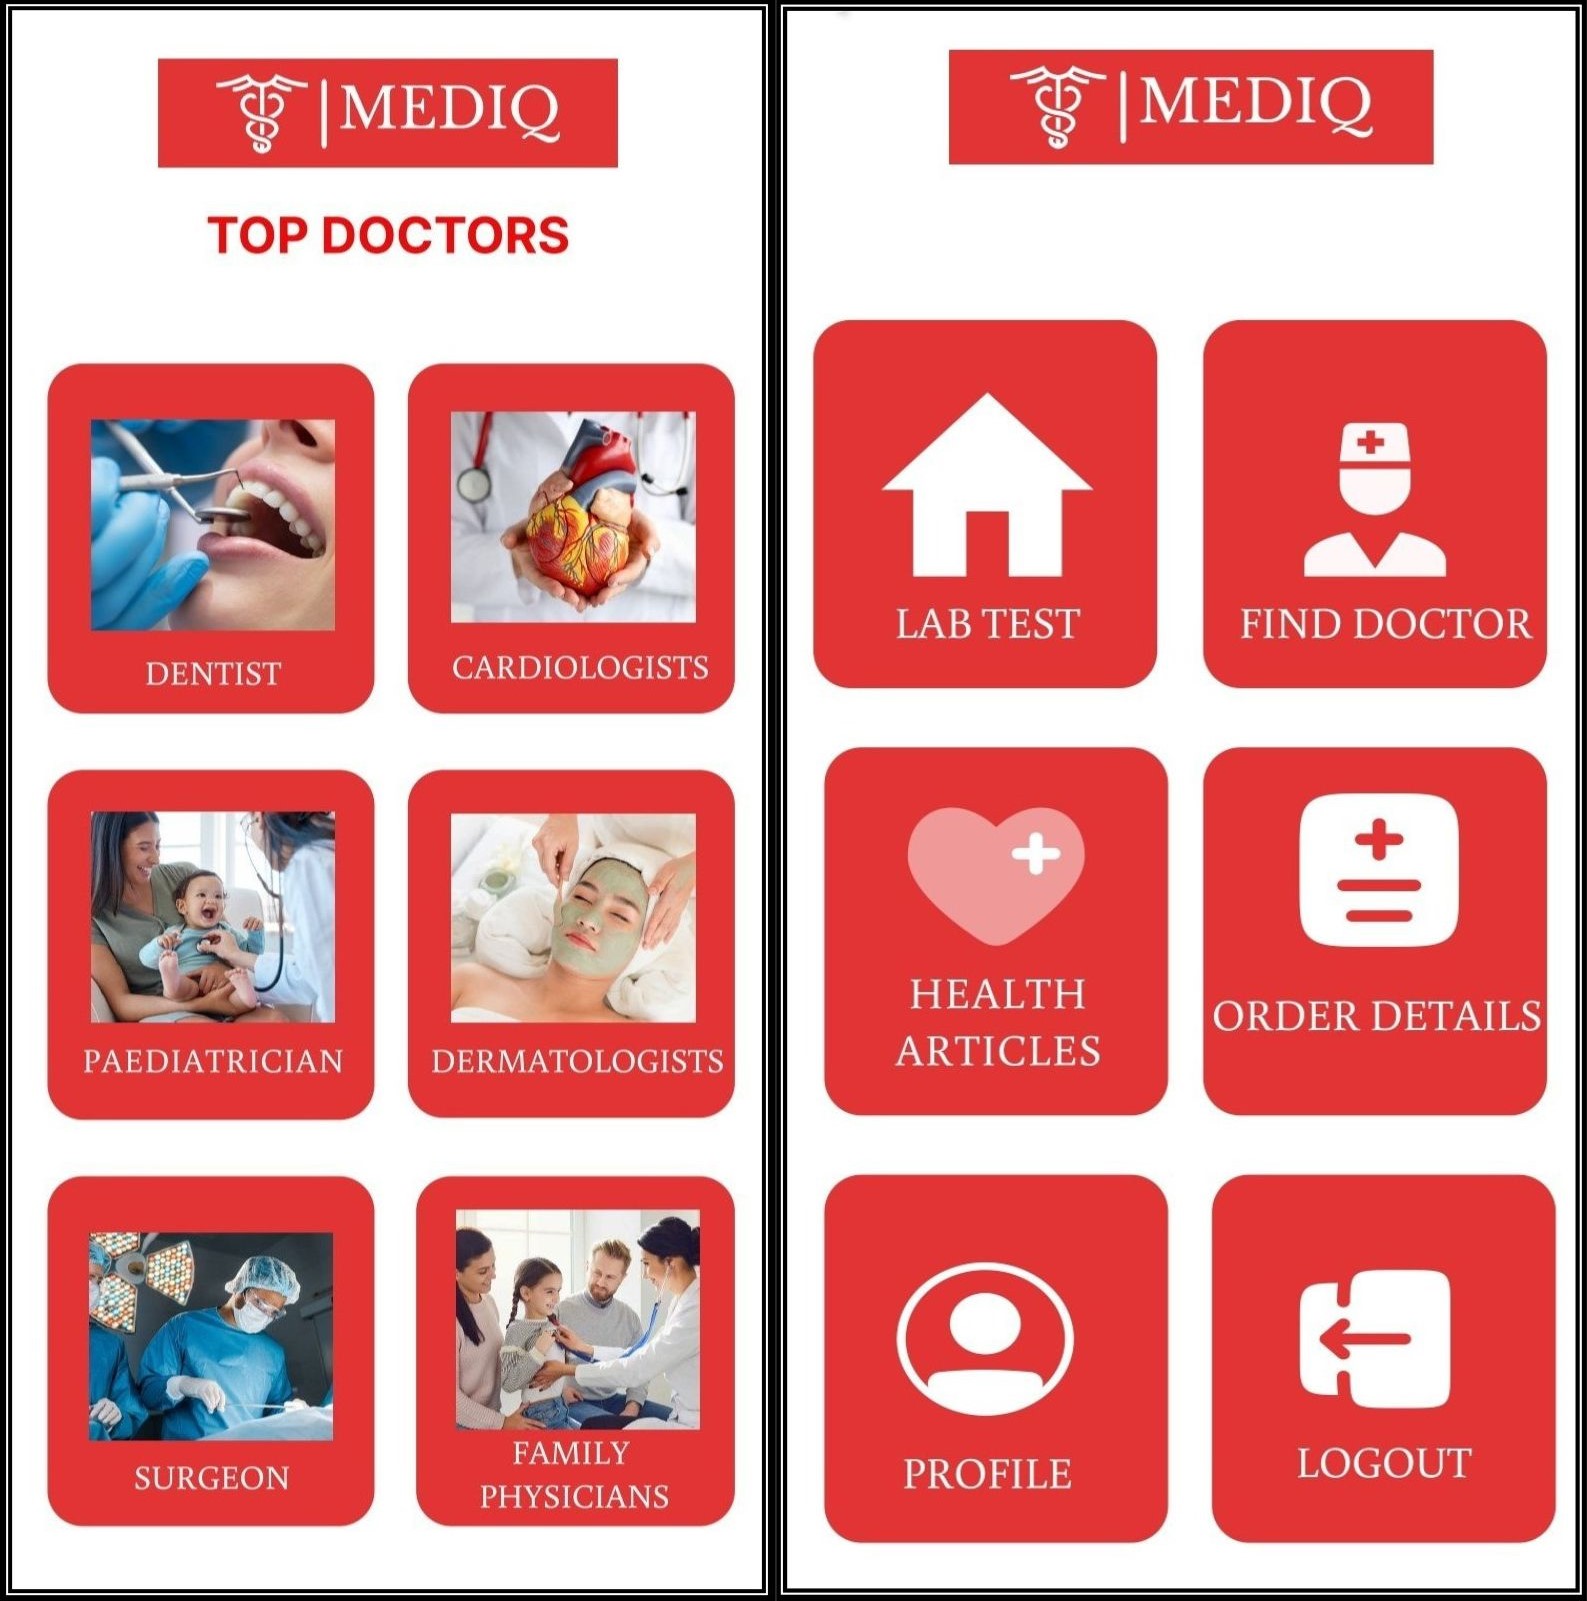 MEDIQ
TOP DOCTORS
DENTIST
CARDIOLOGISTS
PAEDIATRICIAN
DERMATOLOGISTS
SURGEON
FAMILY
PHYSICIANS
MEDIQ
LAB TEST
FIND DOCTOR
HEALTH
ARTICLES
ORDER DETAILS
PROFILE
LOGOUT